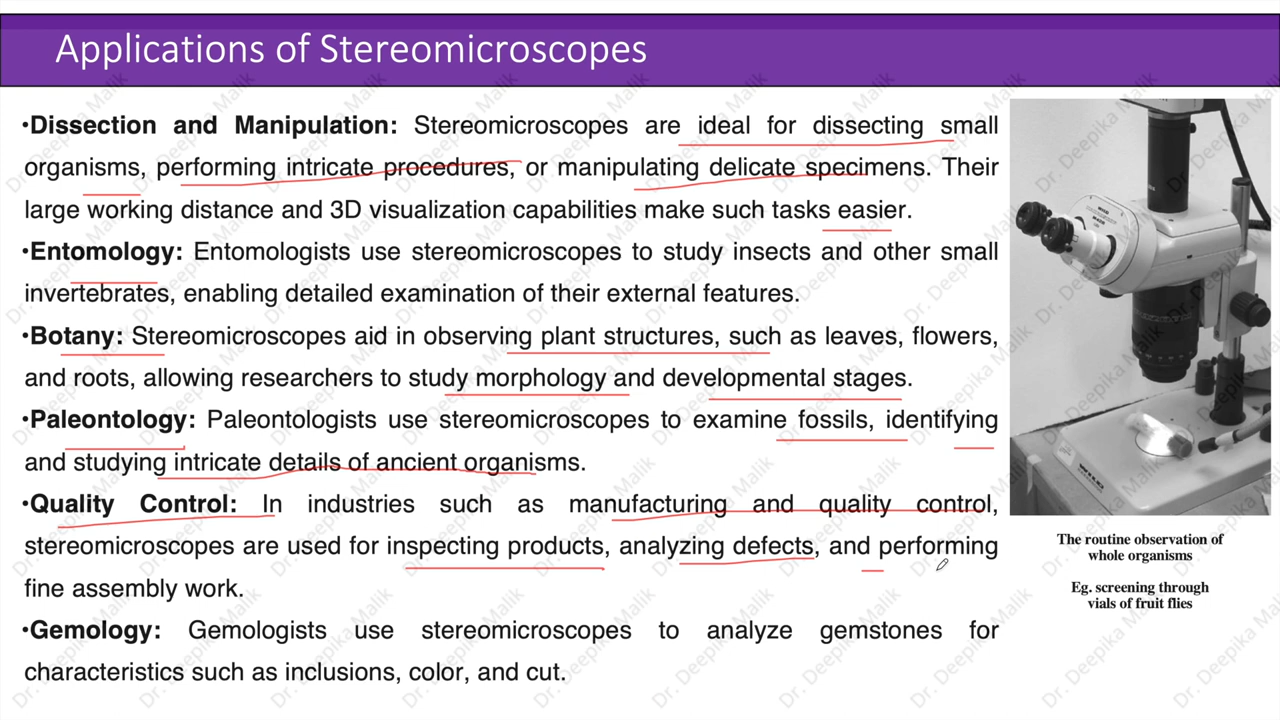 Applications of Stereomicroscopes
•Dissection and Manipulation: Stereomicroscopes are ideal for dissecting small
organisms, performing intricate procedures, or manipulating delicate specimens. Their
large working distance and 3D visualization capabilities make such tasks easier.
•Entomology: Entomologists use stereomicroscopes to study insects and other small
invertebrates, enabling detailed examination of their external features.
•Botany: Stereomicroscopes aid in observing plant structures, such as leaves, flowers,
and roots, allowing researchers to study morphology and developmental stages.
•Paleontology: Paleontologists use stereomicroscopes to examine fossils, identifying
and studying intricate details of ancient organisms.
•Quality Control: In industries such as manufacturing and quality control,
stereomicroscopes are used for inspecting products, analyzing defects, and performing
fine assembly work.
•Gemology: Gemologists use stereomicroscopes to analyze gemstones for
characteristics such as inclusions, color, and cut.
WILD
The routine observation of
whole organisms
Eg. screening through
vials of fruit flies
Dr. Deepika Malik